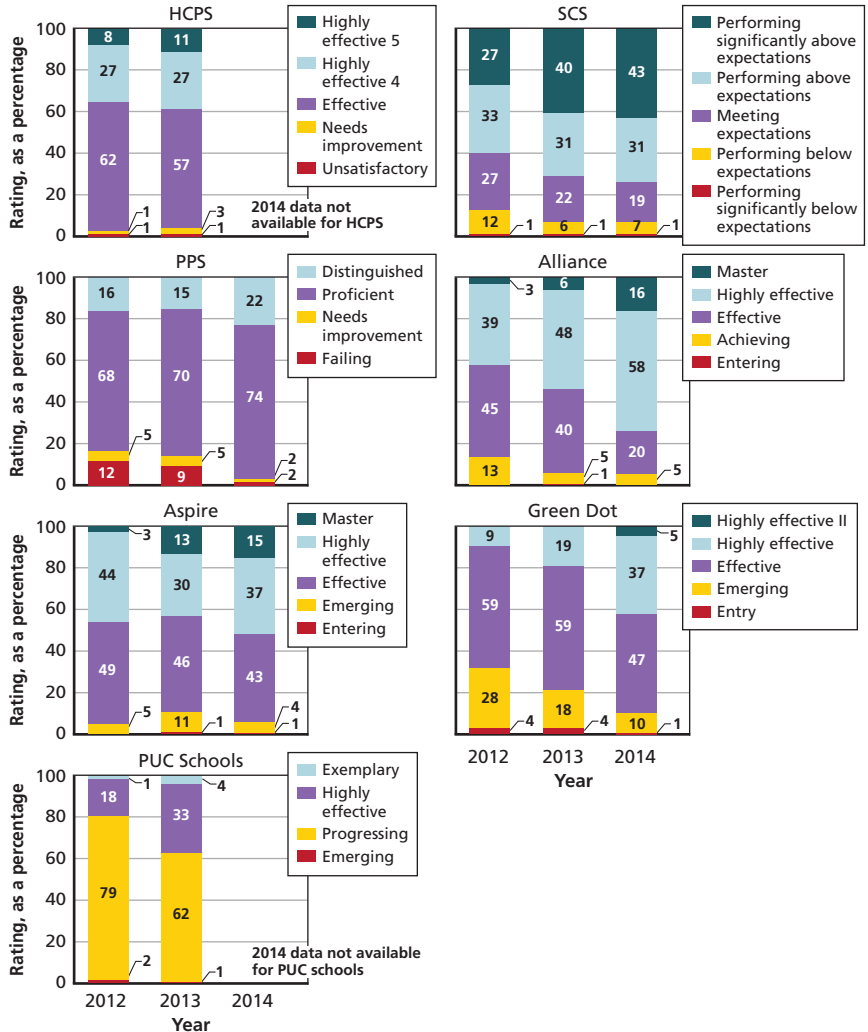 HCPS
Rating, as a percentage
100
80
60
40
20
0
8
27
62
1
1
11
27
57
3
1
2014 data not
available for HCPS
Highly
effective 5
Highly
effective 4
Effective
Needs
improvement
Unsatisfactory
SCS
27
33
27
12
1
40
31
22
6
1
43
31
19
7
1
Performing
significantly above
expectations
Performing above
expectations
Meeting
expectations
Performing below
expectations
Performing
significantly below
expectations
PPS
Rating, as a percentage
100
80
60
40
20
0
16
68
5
12
15
70
5
9
22
74
2
2
Distinguished
Proficient
Needs
improvement
Failing
Alliance
3
39
45
13
6
48
40
5
1
16
58
20
5
Master
Highly effective
Effective
Achieving
Entering
Aspire
Rating, as a percentage
100
80
60
40
20
0
3
44
49
5
13
30
46
11
1
15
37
43
4
1
Master
Highly
effective
Effective
Emerging
Entering
Green Dot
9
59
28
4
19
59
18
4
5
37
47
10
1
Highly effective II
Highly effective
Effective
Emerging
Entry
2012
2013
2014
Year
PUC Schools
Rating, as a percentage
100
80
60
40
20
0
1
18
79
2
4
33
62
1
2014 data not available
for PUC schools
Exemplary
Highly
effective
Progressing
Emerging
2012
2013
2014
Year